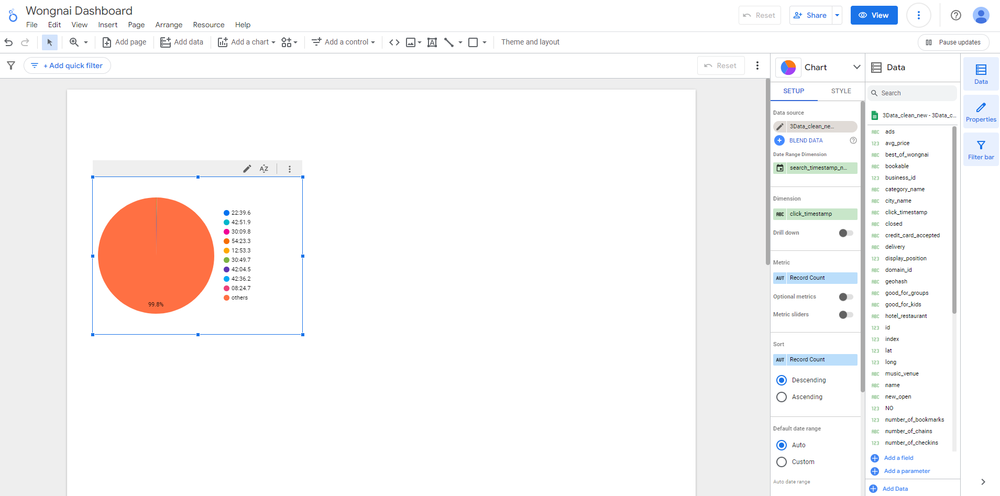 Wongnai Dashboard
File Edit View Insert Page Arrange Resource Help
Reset
Share
View
Add page
Add data
Add a chart
Add a control
Theme and layout
Pause updates
+ Add quick filter
Reset
99.8%
22:39.6
42:51.9
30:09.8
54:23.3
12:53.3
30:49.7
42:04.5
42:36.2
08:24.7
others
Chart
SETUP STYLE
Data source
3Data_clean_ne...
BLEND DATA
Date Range Dimension
search_timestamp_n...
Dimension
ABC click_timestamp
Drill down
Metric
AUT Record Count
Optional metrics
Metric sliders
Sort
AUT Record Count
Descending
Ascending
Default date range
Auto
Custom
Auto date range
Data
Search
3Data_clean_new - 3Data_c...
ABC ads
123 avg_price
ABC best_of_wongnai
ABC bookable
123 business_id
ABC category_name
ABC city_name
ABC click_timestamp
ABC closed
ABC credit_card_accepted
ABC delivery
123 display_position
ABC domain_id
ABC geohash
ABC good_for_groups
ABC good_for_kids
ABC hotel_restaurant
123 id
123 index
123 lat
123 long
ABC music_venue
ABC name
ABC new_open
123 NO
123 number_of_bookmarks
ABC number_of_chains
123 number_of_checkins
Add a field
Add a parameter
Add Data
Data
Properties
Filter bar